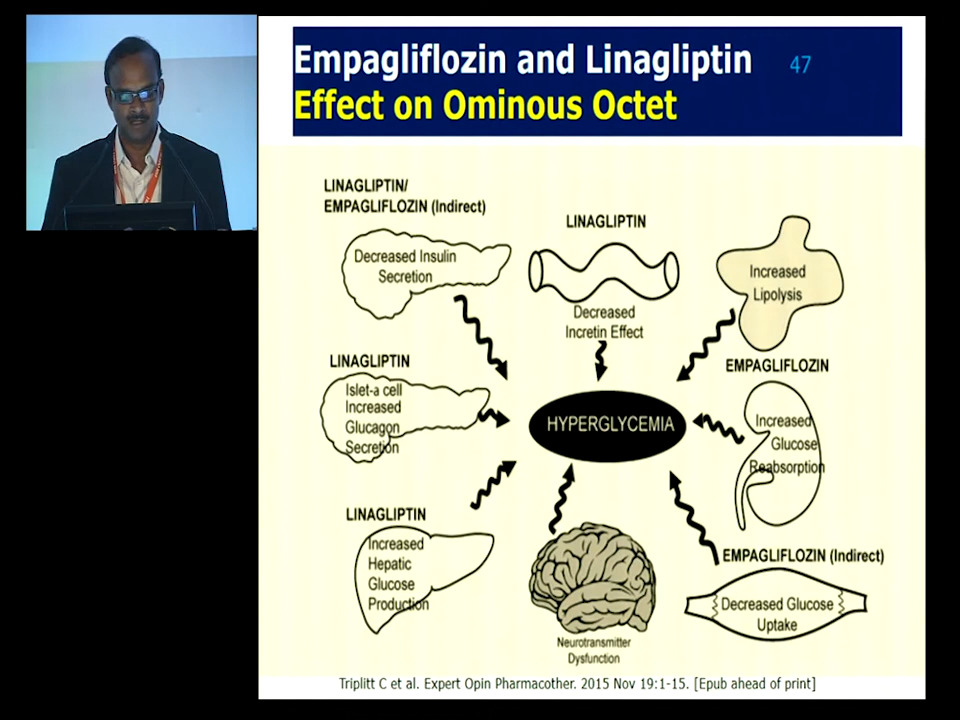 Empagliflozin and Linagliptin
47
Effect on Ominous Octet
LINAGLIPTIN/
EMPAGLIFLOZIN (Indirect)
Decreased Insulin
Secretion
LINAGLIPTIN
Decreased
Incretin Effect
Increased
Lipolysis
LINAGLIPTIN
Islet-a cell
Increased
Glucagon
Secretion
HYPERGLYCEMIA
EMPAGLIFLOZIN
Increased
Glucose
Reabsorption
LINAGLIPTIN
Increased
Hepatic
Glucose
Production
Neurotransmitter
Dysfunction
EMPAGLIFLOZIN (Indirect)
Decreased Glucose
Uptake
Triplitt C et al. Expert Opin Pharmacother. 2015 Nov 19:1-15. [Epub ahead of print]